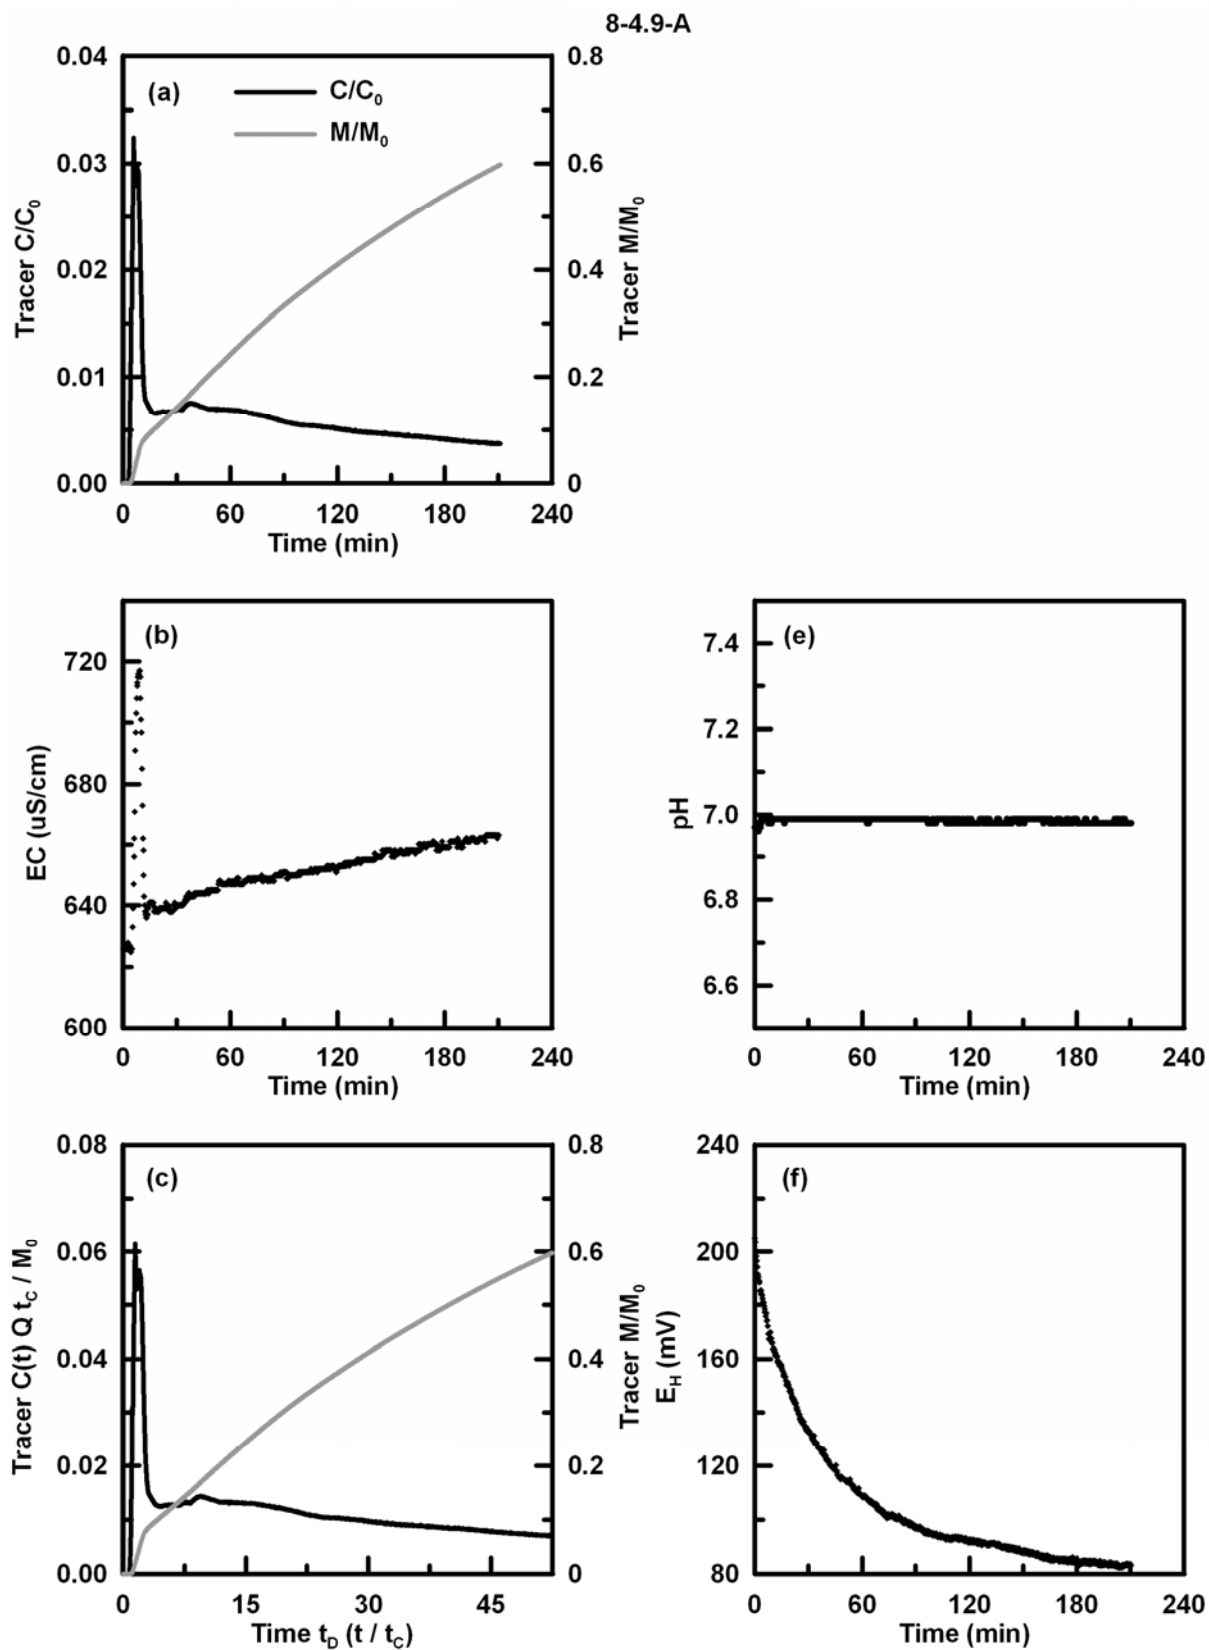 8-4.9-A
(a)
C/C0
M/M0
0.04
0.03
0.02
0.01
0.00
Tracer C/C0
0.8
0.6
0.4
0.2
0
Tracer M/M0
0 60 120 180 240
Time (min)
(b)
720
680
640
600
EC (uS/cm)
0 60 120 180 240
Time (min)
(e)
7.4
7.2
7.0
6.8
6.6
pH
0 60 120 180 240
Time (min)
(c)
0.08
0.06
0.04
0.02
0.00
Tracer C(t) Q tC / M0
0.8
0.6
0.4
0.2
0
Tracer M/M0
0 15 30 45
Time tD (t / tC)
(f)
240
200
160
120
80
EH (mV)
0 60 120 180 240
Time (min)